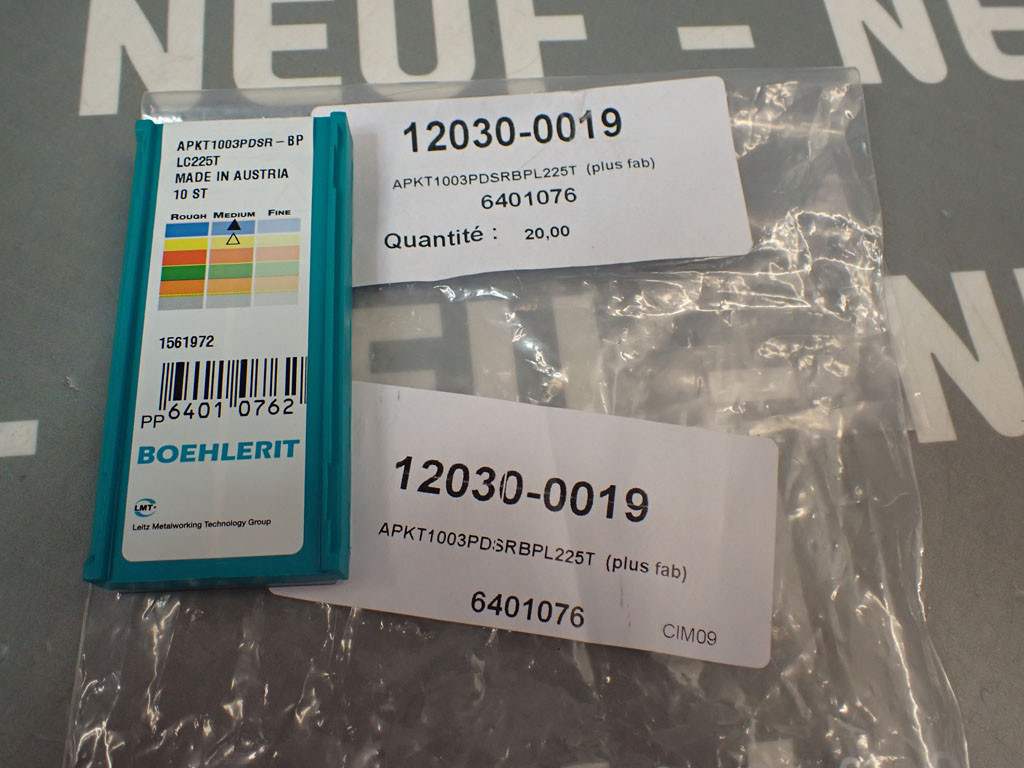 NEUF - NE
APKT1003PDSR-BP
LC225T
MADE IN AUSTRIA
10 ST
ROUGH MEDIUM FINE
1561972
PP 6401 0762
BOEHLERIT
LMT
Leitz Metalworking Technology Group
12030-0019
APKT1003PDSRBPL225T (plus fab)
6401076
Quantité : 20,00
12030-0019
APKT1003PDSRBPL225T (plus fab)
6401076
CIM09